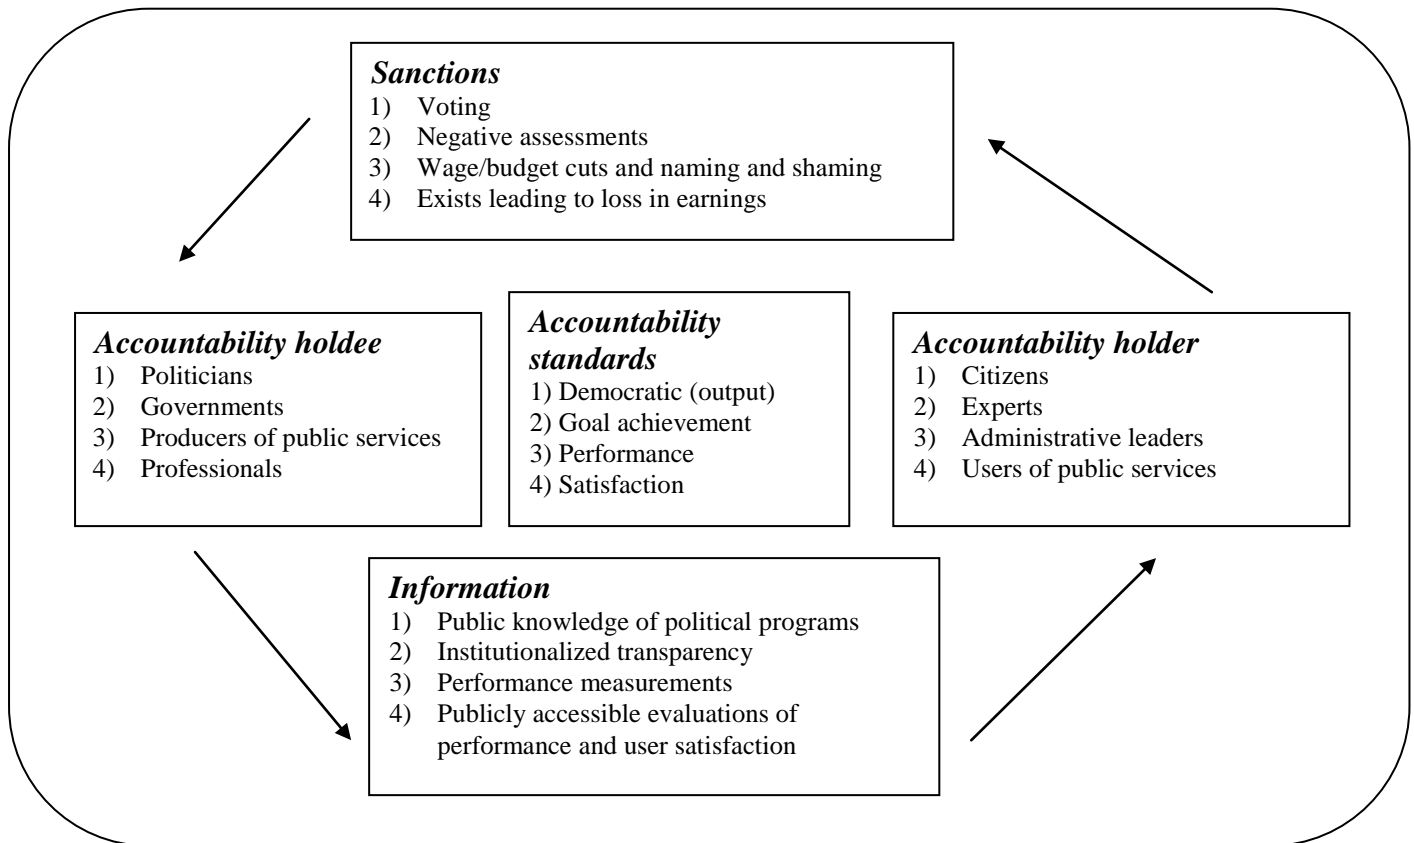 Sanctions
1) Voting
2) Negative assessments
3) Wage/budget cuts and naming and shaming
4) Exists leading to loss in earnings
Accountability holdee
1) Politicians
2) Governments
3) Producers of public services
4) Professionals
Accountability
standards
1) Democratic (output)
2) Goal achievement
3) Performance
4) Satisfaction
Accountability holder
1) Citizens
2) Experts
3) Administrative leaders
4) Users of public services
Information
1) Public knowledge of political programs
2) Institutionalized transparency
3) Performance measurements
4) Publicly accessible evaluations of
performance and user satisfaction